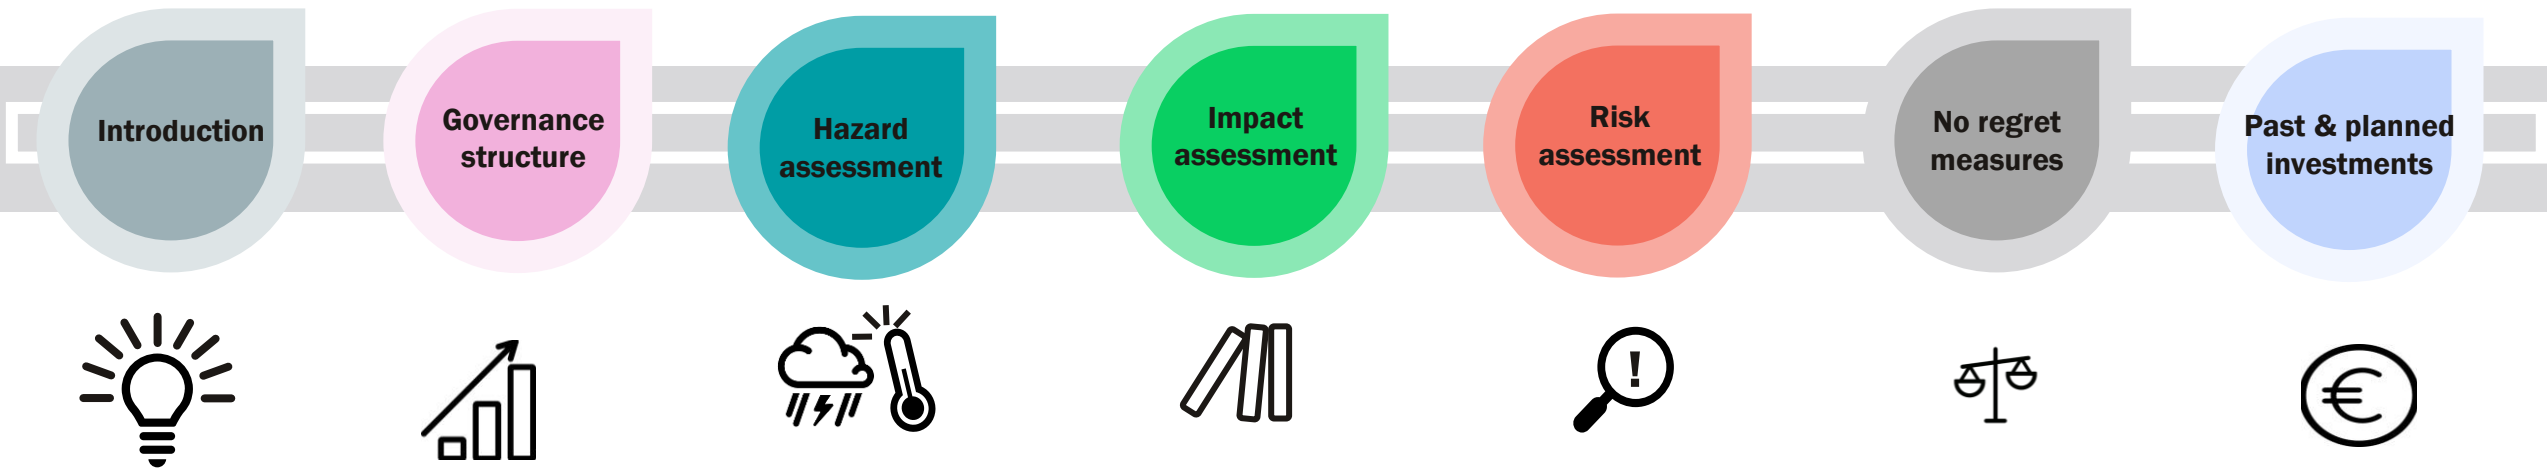 Introduction
Governance
structure
Hazard
assessment
Impact
assessment
Risk
assessment
No regret
measures
Past & planned
investments